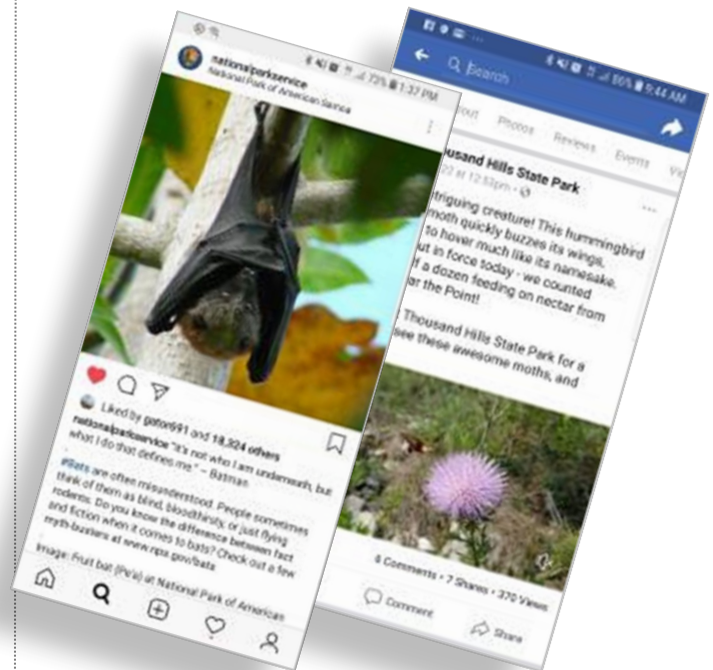 73% 1:37 PM
nationalparkservice
National Park of American Samoa
Liked by gator691 and 18,324 others
nationalparkservice "It's not who I am underneath, but
what I do that defines me." – Batman
#Bats are often misunderstood. People sometimes
think of them as blind, bloodthirsty, or just flying
rodents. Do you know the difference between fact
and fiction when it comes to bats? Check out a few
myth-busters at www.nps.gov/bats
Image: Fruit bat (Pe'a) at National Park of American
86% 9:44 AM
Search
out Photos Reviews Events
usand Hills State Park
22 at 12:53pm
triguing creature! This hummingbird
moth quickly buzzes its wings,
to hover much like its namesake.
ut in force today - we counted
f a dozen feeding on nectar from
ar the Point!
Thousand Hills State Park for a
see these awesome moths, and
6 Comments • 7 Shares • 370 Views
Comment Share